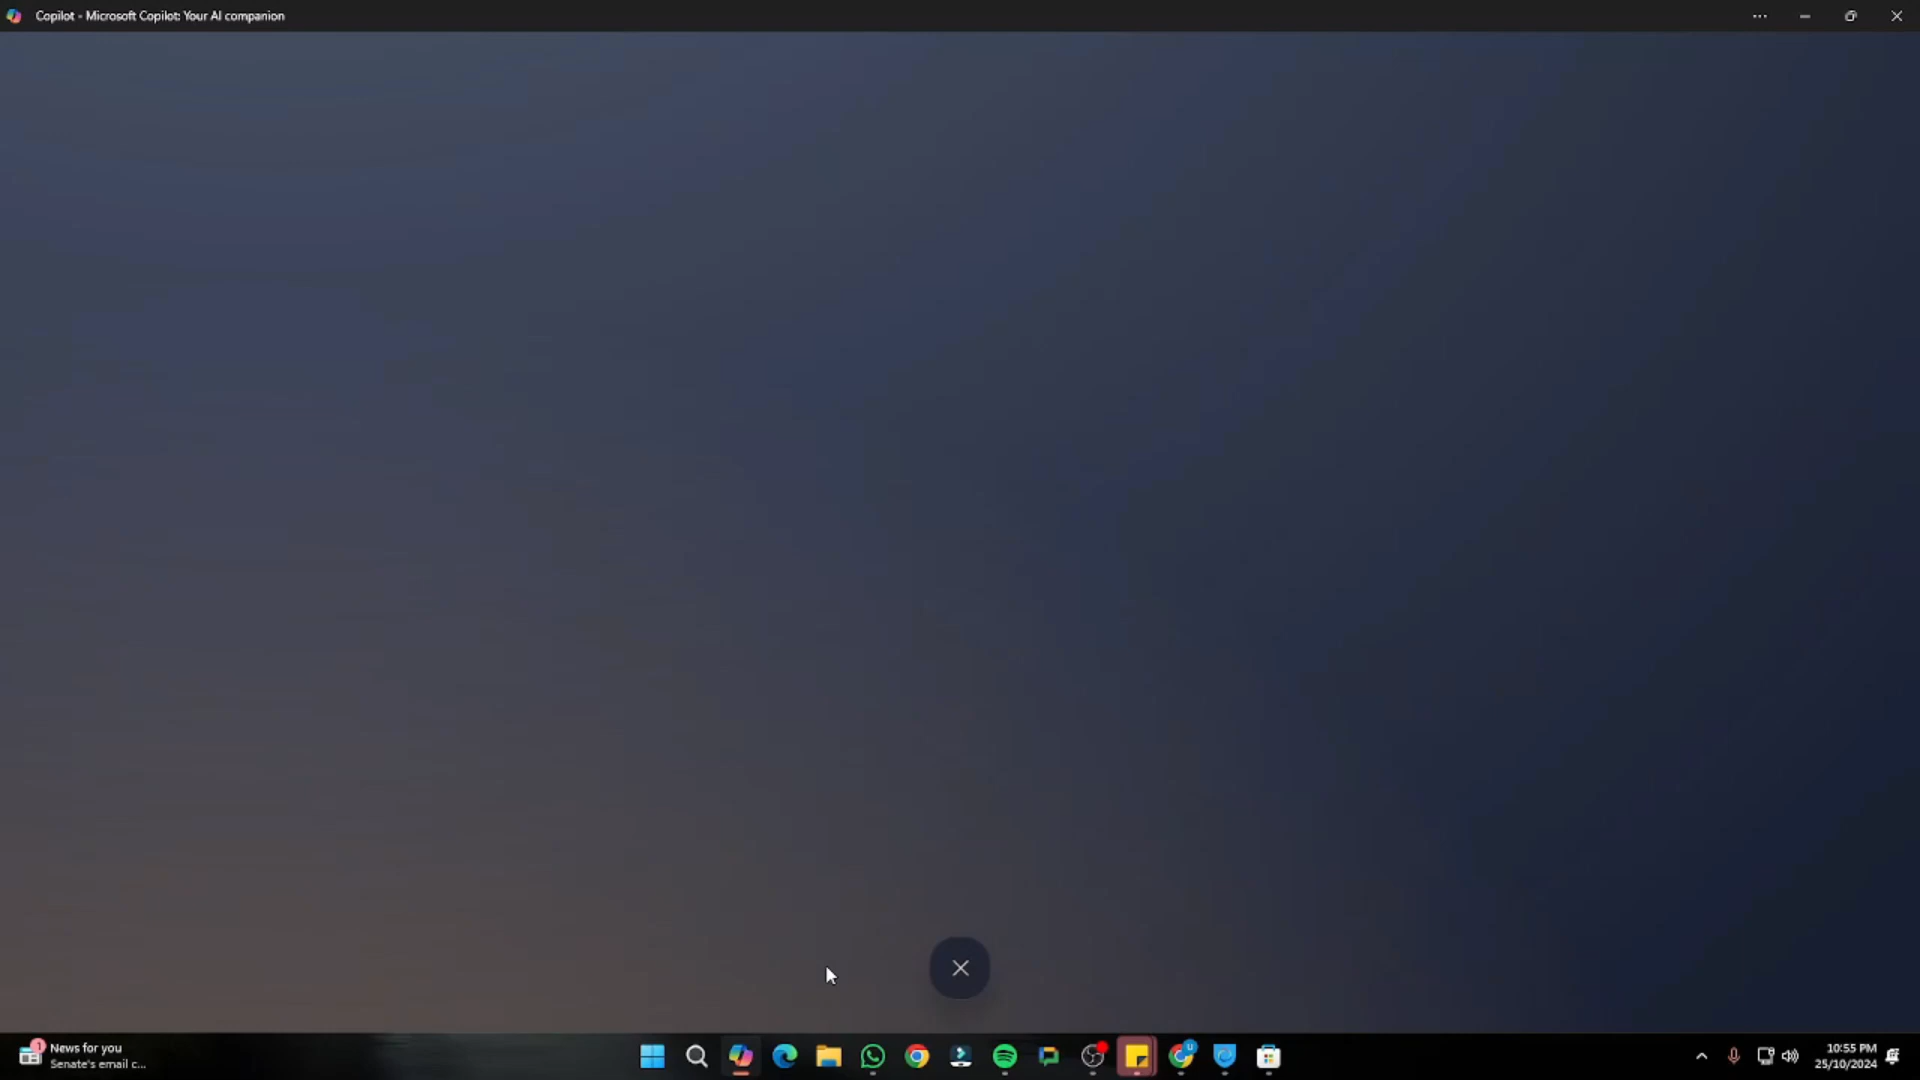 Copilot - Microsoft Copilot: Your AI companion
News for you
Senate's email c...
10:55 PM
25/10/2024